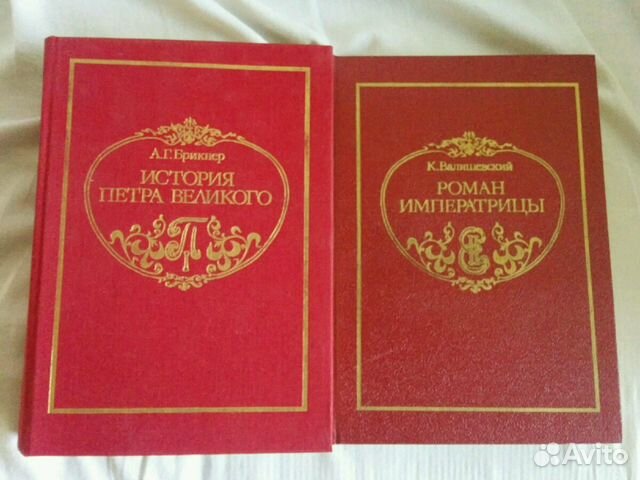 А.Г.Брикнер
ИСТОРИЯ
ПЕТРА ВЕЛИКОГО
К.Валишевский
РОМАН
ИМПЕРАТРИЦЫ
Avito